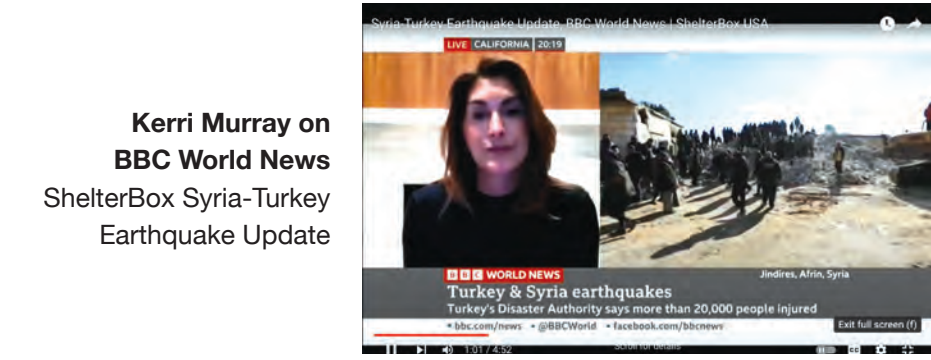 Kerri Murray on
BBC World News
ShelterBox Syria-Turkey
Earthquake Update
Syria-Turkey Earthquake Update, BBC World News | ShelterBox USA
LIVE CALIFORNIA 20:19
Jindires, Afrin, Syria
BBC WORLD NEWS
Turkey & Syria earthquakes
Turkey's Disaster Authority says more than 20,000 people injured
• bbc.com/news • @BBCWorld • facebook.com/bbcnews
Exit full screen (f)
1:01 / 4:52
Scroll for details
CC